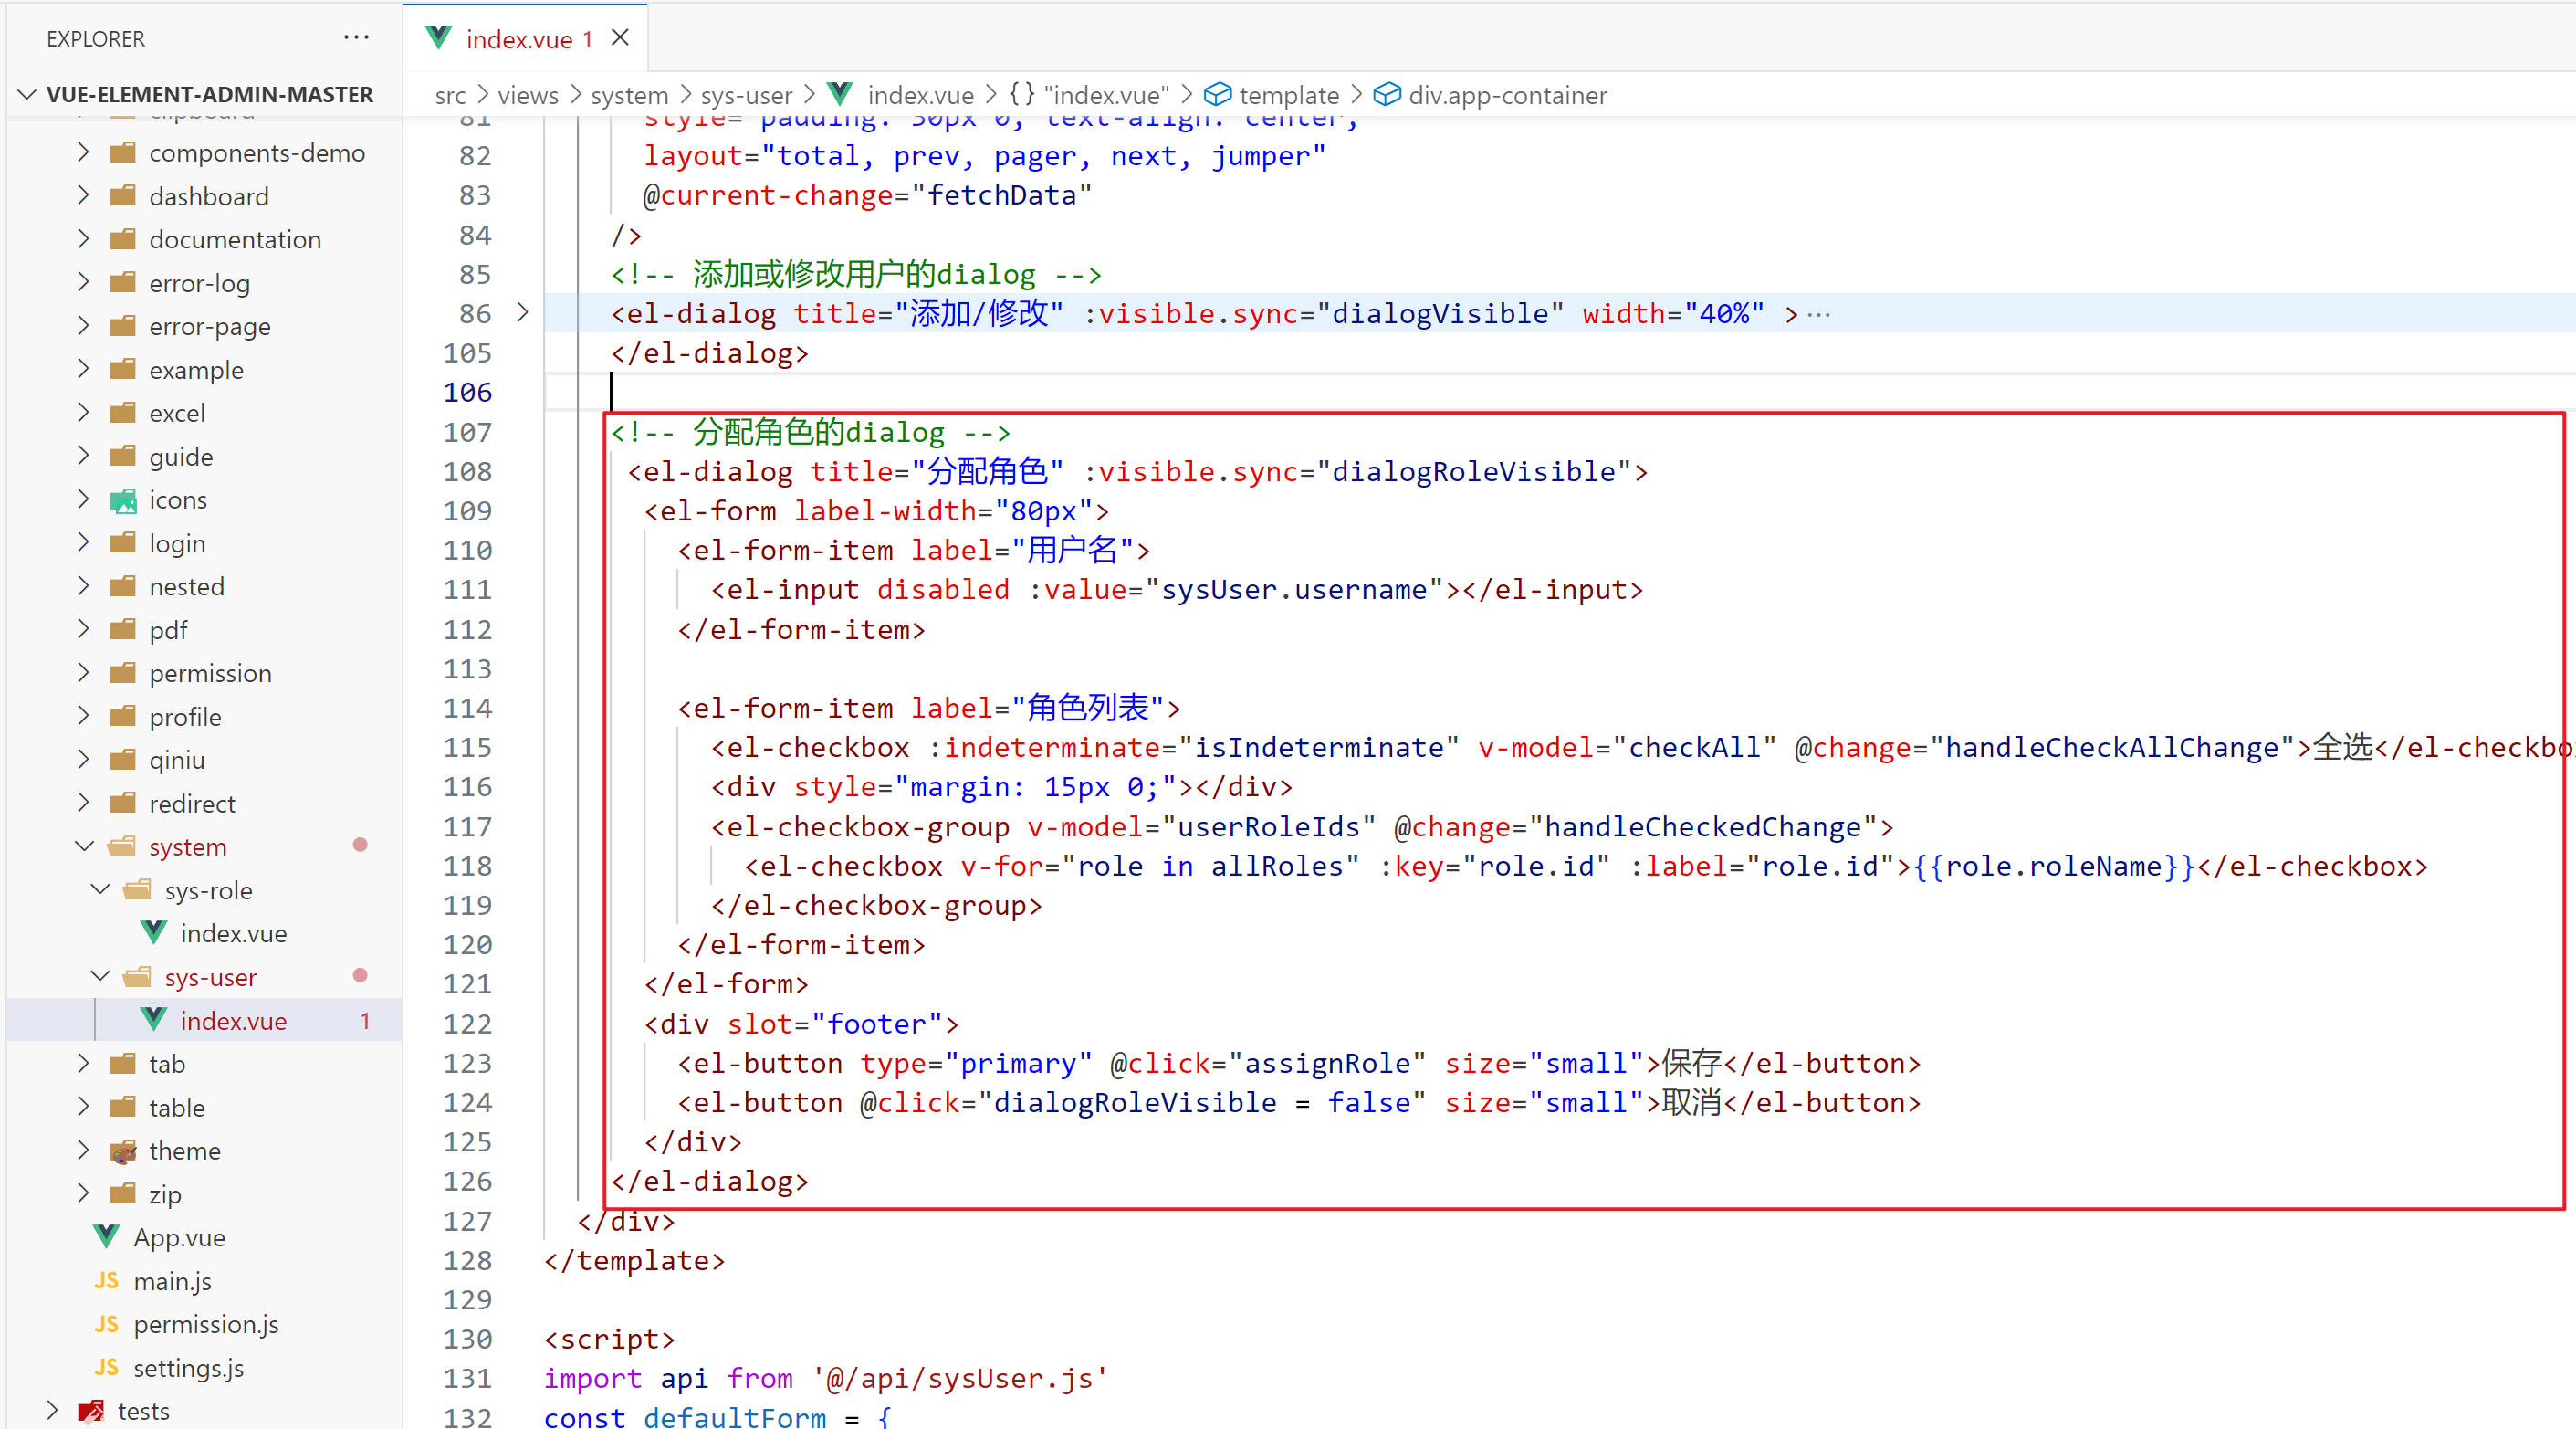 EXPLORER ···
VUE-ELEMENT-ADMIN-MASTER
clipboard
components-demo
dashboard
documentation
error-log
error-page
example
excel
guide
icons
login
nested
pdf
permission
profile
qiniu
redirect
system
sys-role
index.vue
sys-user
index.vue 1
tab
table
theme
zip
App.vue
JS main.js
JS permission.js
JS settings.js
tests
index.vue 1
src > views > system > sys-user > index.vue > {} "index.vue" > template > div.app-container
81 style="padding: 30px 0; text-align: center;
82 layout="total, prev, pager, next, jumper"
83 @current-change="fetchData"
84 />
85 <!-- 添加或修改用户的dialog -->
86 <el-dialog title="添加/修改" :visible.sync="dialogVisible" width="40%" >···
105 </el-dialog>
106
107 <!-- 分配角色的dialog -->
108 <el-dialog title="分配角色" :visible.sync="dialogRoleVisible">
109 <el-form label-width="80px">
110 <el-form-item label="用户名">
111 <el-input disabled :value="sysUser.username"></el-input>
112 </el-form-item>
113
114 <el-form-item label="角色列表">
115 <el-checkbox :indeterminate="isIndeterminate" v-model="checkAll" @change="handleCheckAllChange">全选</el-checkbo
116 <div style="margin: 15px 0;"></div>
117 <el-checkbox-group v-model="userRoleIds" @change="handleCheckedChange">
118 <el-checkbox v-for="role in allRoles" :key="role.id" :label="role.id">{{role.roleName}}</el-checkbox>
119 </el-checkbox-group>
120 </el-form-item>
121 </el-form>
122 <div slot="footer">
123 <el-button type="primary" @click="assignRole" size="small">保存</el-button>
124 <el-button @click="dialogRoleVisible = false" size="small">取消</el-button>
125 </div>
126 </el-dialog>
127 </div>
128 </template>
129
130 <script>
131 import api from '@/api/sysUser.js'
132 const defaultForm = {